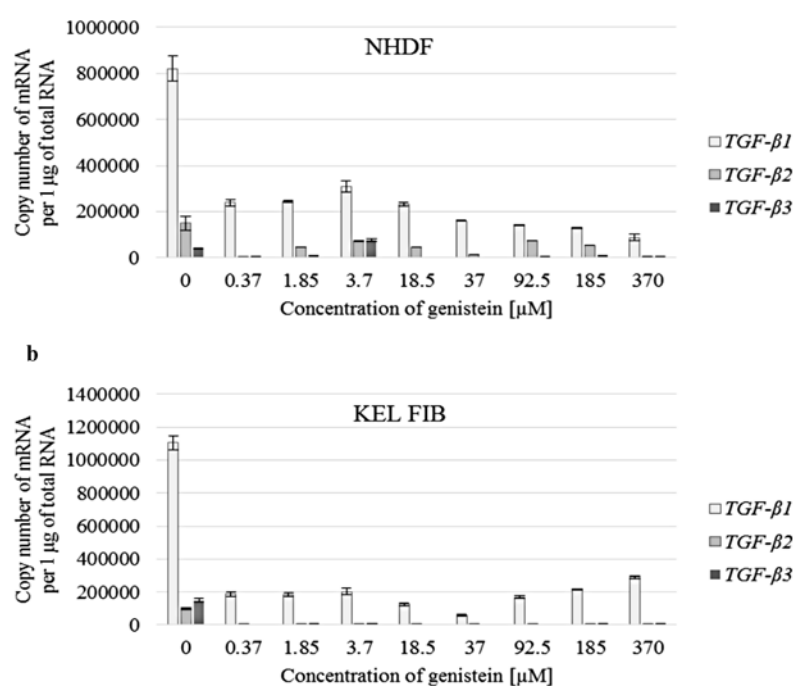 1000000
NHDF
800000
600000
400000
200000
0
Copy number of mRNA
per 1 µg of total RNA
TGF-β1
TGF-β2
TGF-β3
0 0.37 1.85 3.7 18.5 37 92.5 185 370
Concentration of genistein [µM]
b
1400000
KEL FIB
1200000
1000000
800000
600000
400000
200000
0
Copy number of mRNA
per 1 µg of total RNA
TGF-β1
TGF-β2
TGF-β3
0 0.37 1.85 3.7 18.5 37 92.5 185 370
Concentration of genistein [µM]